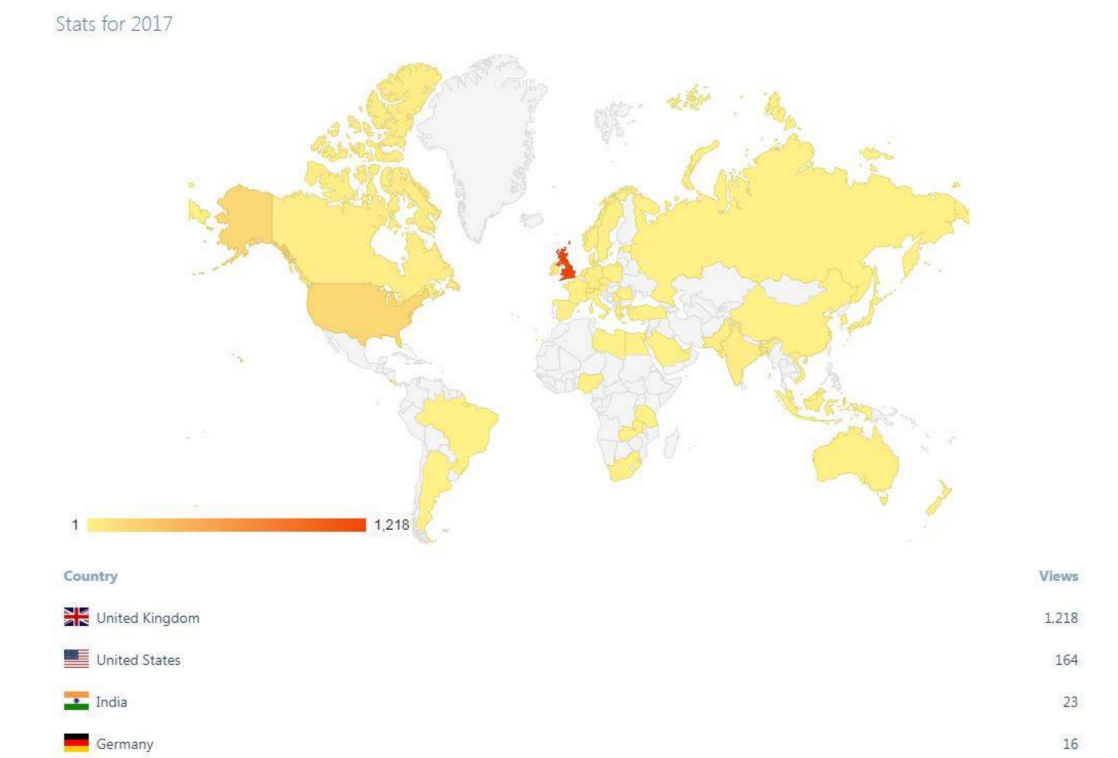 Stats for 2017
1 1,218
Country Views
United Kingdom 1,218
United States 164
India 23
Germany 16